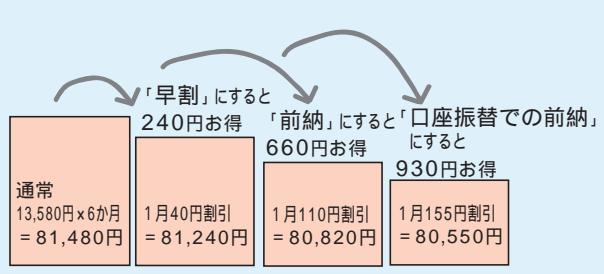 「早割」にすると
240円お得
「前納」にすると
660円お得
「口座振替での前納」
にすると
930円お得
通常
13,580円×6か月
=81,480円
1月40円割引
=81,240円
1月110円割引
=80,820円
1月155円割引
=80,550円